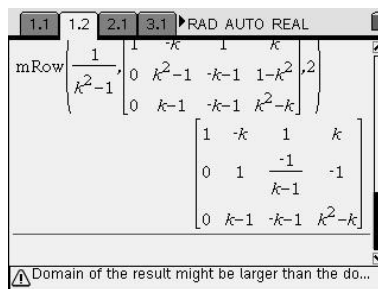 1.1 1.2 2.1 3.1 RAD AUTO REAL
mRow(1/(k²-1), [1 -k 1 k
0 k²-1 -k-1 1-k²
0 k-1 -k-1 k²-k], 2)
[1 -k 1 k
0 1 -1/(k-1) -1
0 k-1 -k-1 k²-k]
Domain of the result might be larger than the do...